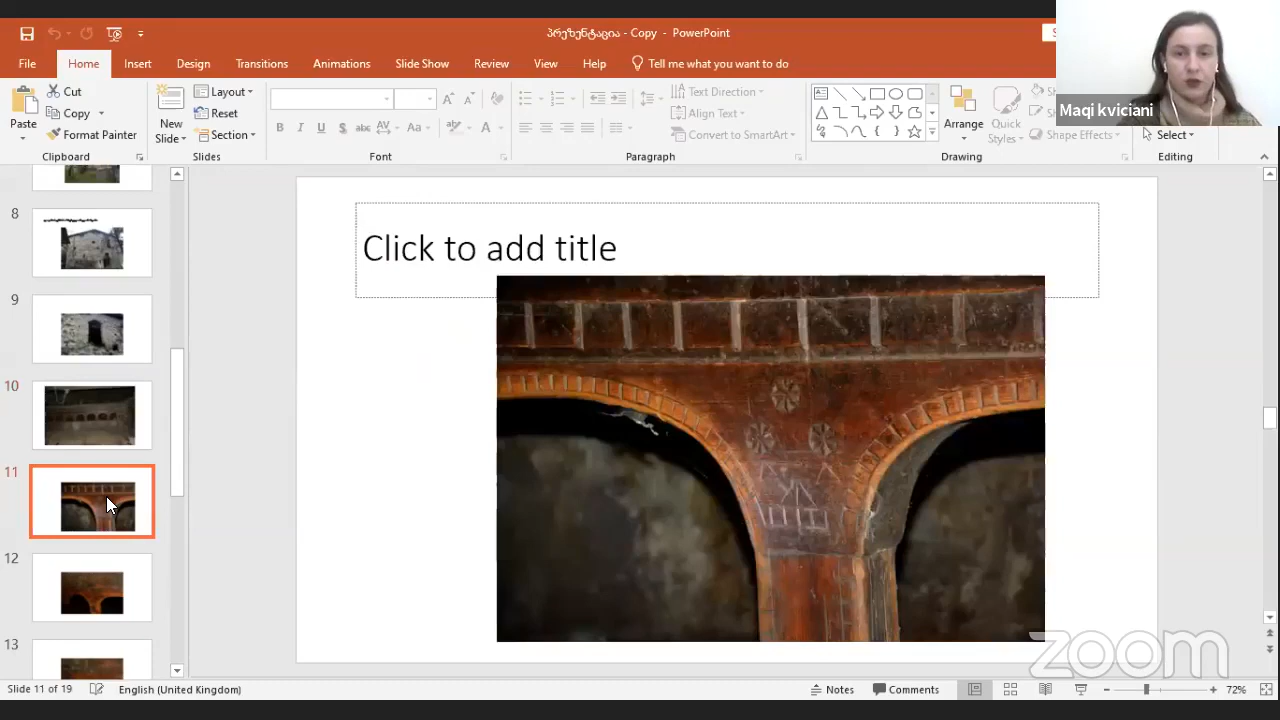 პრეზენტაცია - Copy - PowerPoint
Maqi kviciani
File Home Insert Design Transitions Animations Slide Show Review View Help Tell me what you want to do
Paste
Cut
Copy
Format Painter
Clipboard
New Slide
Layout
Reset
Section
Slides
B I U S abc AV Aa A
Font
Text Direction
Align Text
Convert to SmartArt
Paragraph
Arrange
Quick Styles
Shape Effects
Drawing
Select
Editing
8
9
10
11
12
13
Click to add title
zoom
Slide 11 of 19 English (United Kingdom) Notes Comments 72%